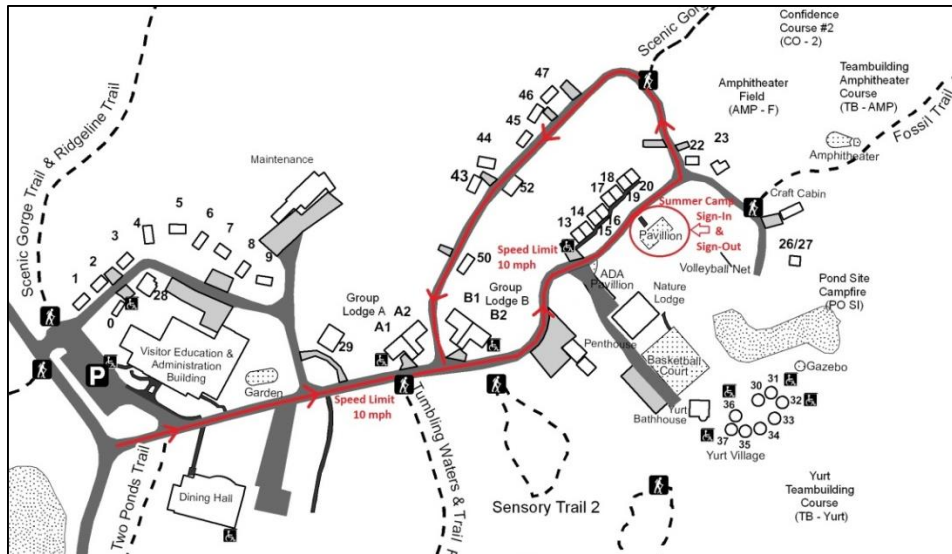 Scenic Gorge
Confidence
Course #2
(CO - 2)
Teambuilding
Amphitheater
Course
(TB - AMP)
Amphitheater
Field
(AMP - F)
Fossil Trail
Amphitheater
Scenic Gorge Trail & Ridgeline Trail
Maintenance
47
46
45
44
43
52
50
22
23
Craft Cabin
26/27
18
17
14
13
20
19
16
15
Summer Camp
Sign-In
&
Sign-Out
Pavillion
Volleyball Net
Speed Limit
10 mph
ADA
Pavillion
Nature
Lodge
Pond Site
Campfire
(PO SI)
Gazebo
5
4
6
3
7
2
8
1
9
28
0
Group
Lodge A
A2
A1
B1
B2
Group
Lodge B
Penthouse
Basketball
Court
Yurt
Bathhouse
36
30
31
32
33
34
35
37
Yurt Village
Visitor Education &
Administration
Building
P
Garden
29
Speed Limit
10 mph
Two Ponds Trail
Dining Hall
Tumbling Waters & Trail
Sensory Trail 2
Yurt
Teambuilding
Course
(TB - Yurt)